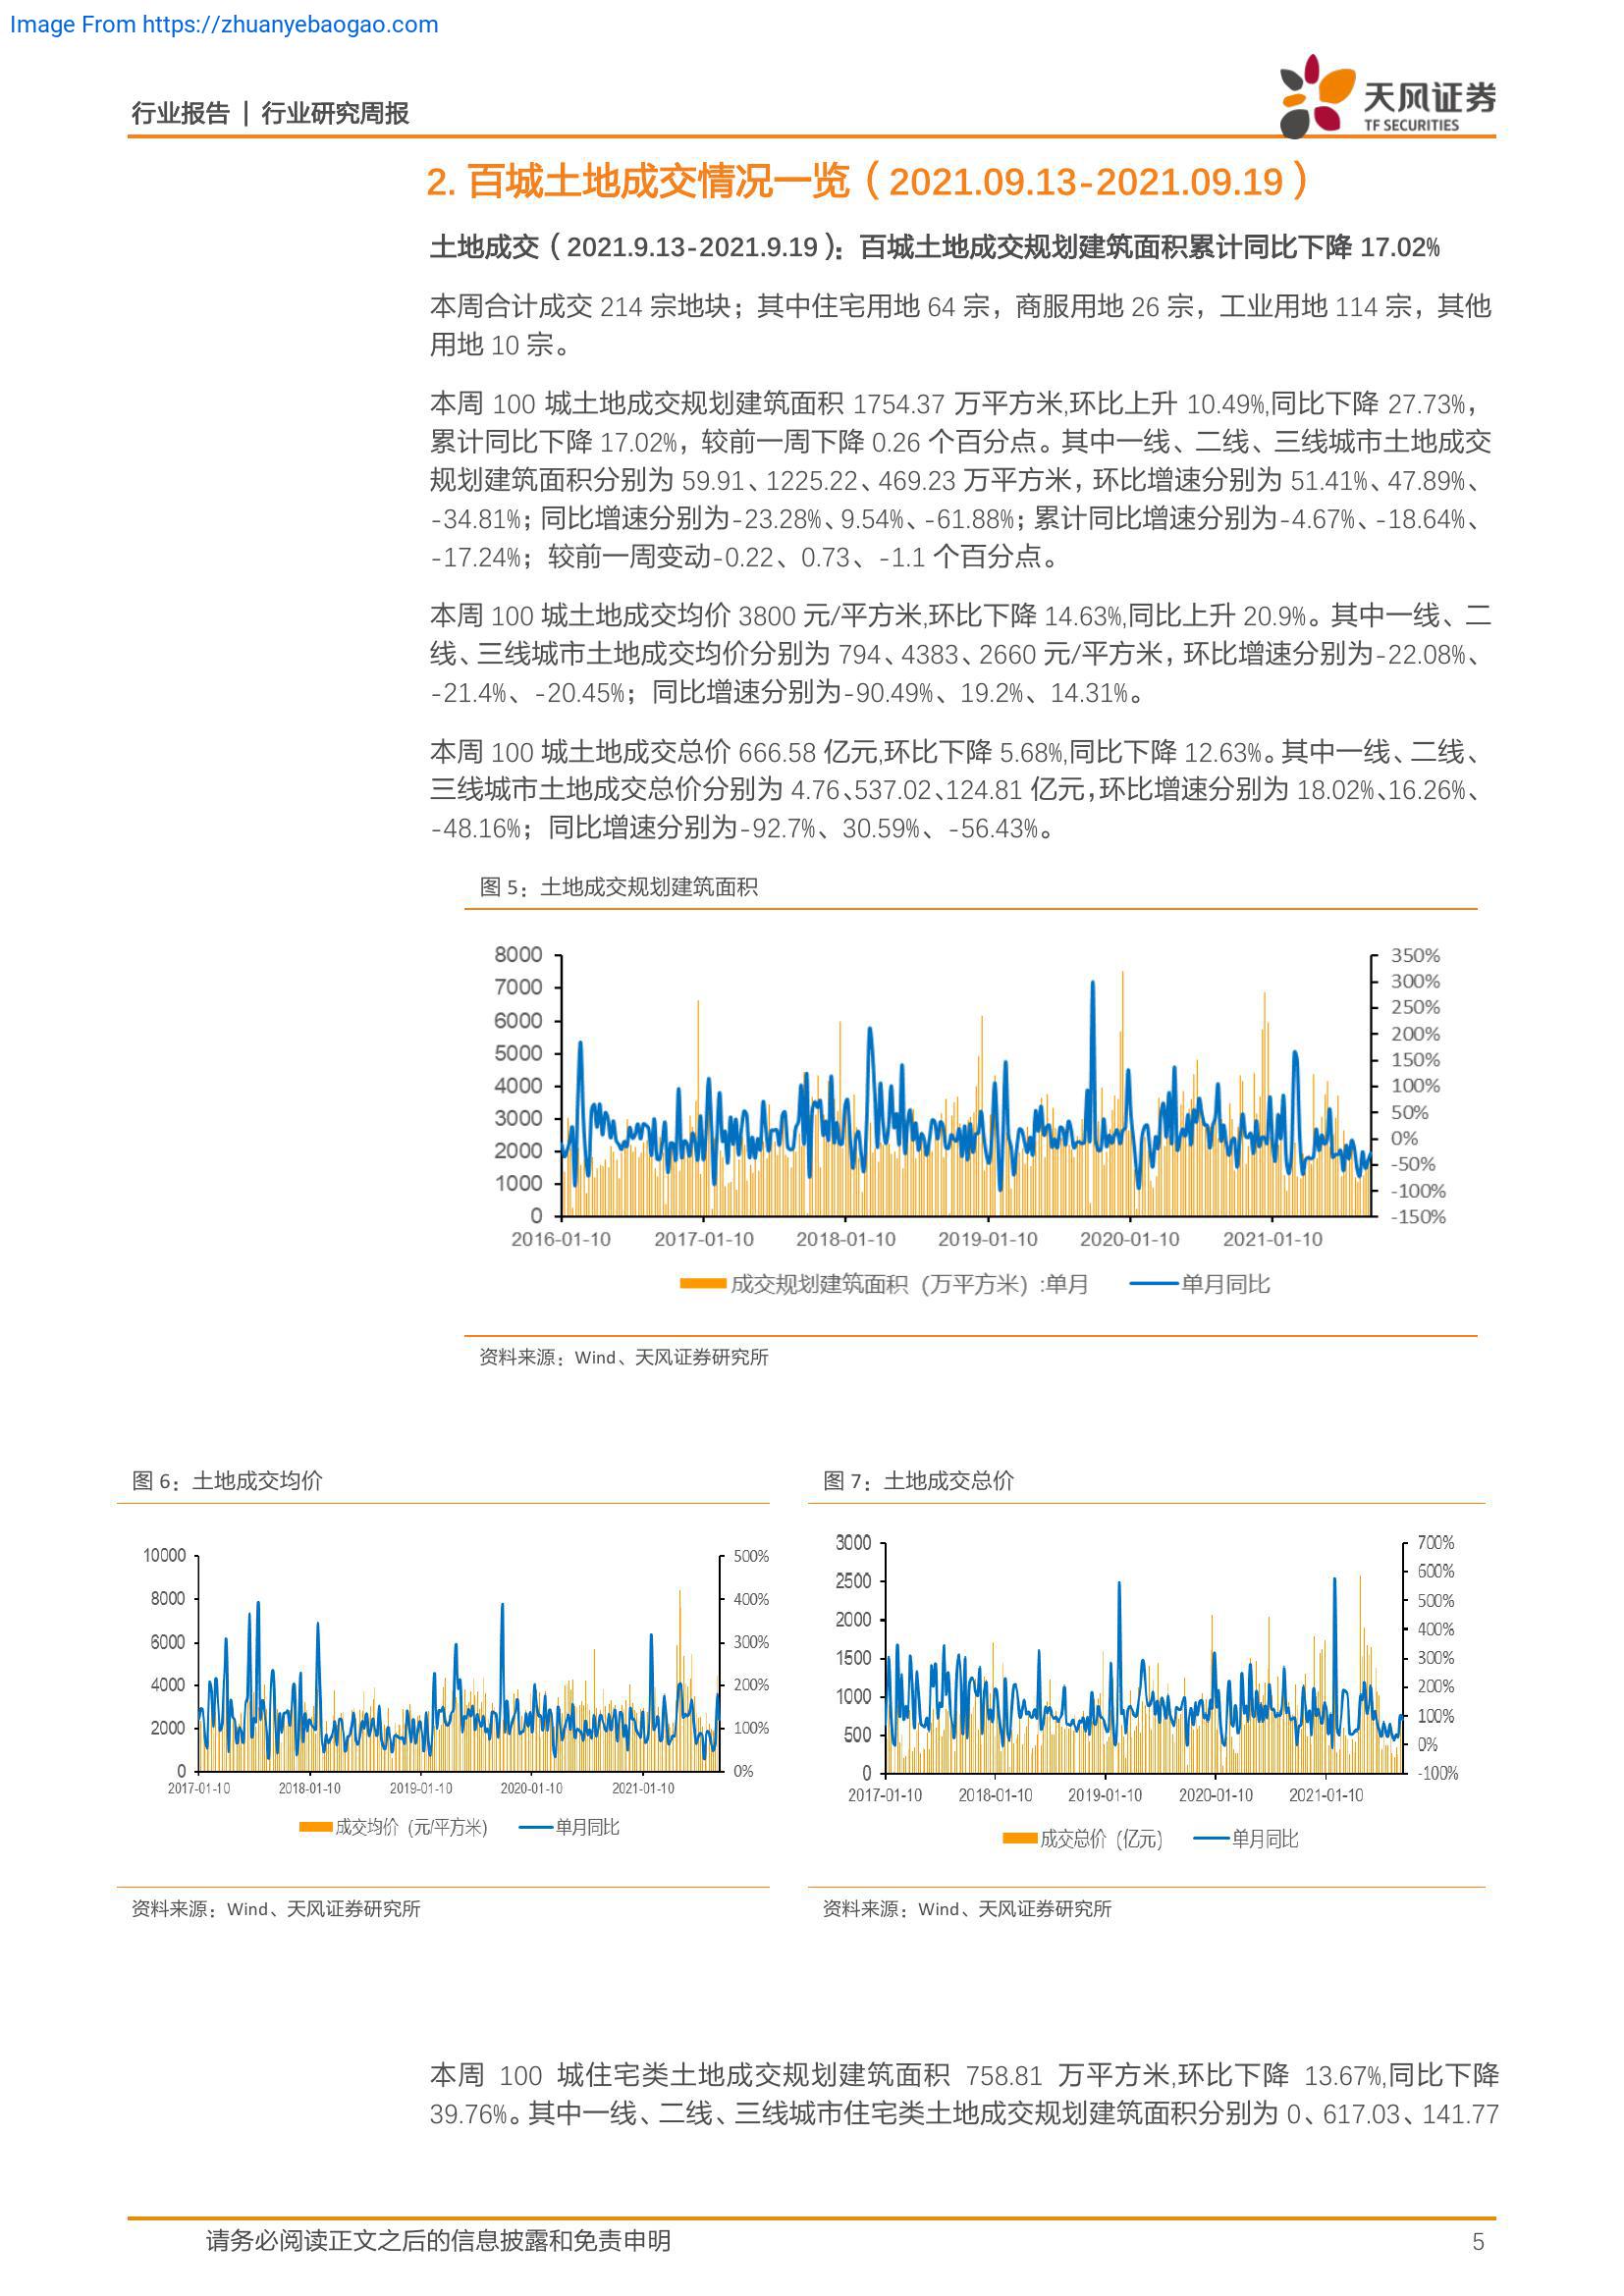 Image From https://zhuanyebaogao.com
行业报告 | 行业研究周报
天风证券
TF SECURITIES
2. 百城土地成交情况一览（2021.09.13-2021.09.19）
土地成交（2021.9.13-2021.9.19）：百城土地成交规划建筑面积累计同比下降 17.02%
本周合计成交 214 宗地块；其中住宅用地 64 宗，商服用地 26 宗，工业用地 114 宗，其他
用地 10 宗。
本周 100 城土地成交规划建筑面积 1754.37 万平方米,环比上升 10.49%,同比下降 27.73%，
累计同比下降 17.02%，较前一周下降 0.26 个百分点。其中一线、二线、三线城市土地成交
规划建筑面积分别为 59.91、1225.22、469.23 万平方米，环比增速分别为 51.41%、47.89%、
-34.81%；同比增速分别为-23.28%、9.54%、-61.88%；累计同比增速分别为-4.67%、-18.64%、
-17.24%；较前一周变动-0.22、0.73、-1.1 个百分点。
本周 100 城土地成交均价 3800 元/平方米,环比下降 14.63%,同比上升 20.9%。其中一线、二
线、三线城市土地成交均价分别为 794、4383、2660 元/平方米，环比增速分别为-22.08%、
-21.4%、-20.45%；同比增速分别为-90.49%、19.2%、14.31%。
本周 100 城土地成交总价 666.58 亿元,环比下降 5.68%,同比下降 12.63%。其中一线、二线、
三线城市土地成交总价分别为 4.76、537.02、124.81 亿元，环比增速分别为 18.02%、16.26%、
-48.16%；同比增速分别为-92.7%、30.59%、-56.43%。
图 5：土地成交规划建筑面积
8000 350%
7000 300%
6000 250%
5000 200%
4000 150%
3000 100%
2000 50%
1000 0%
0 -50%
-100%
-150%
2016-01-10 2017-01-10 2018-01-10 2019-01-10 2020-01-10 2021-01-10
成交规划建筑面积（万平方米）:单月 单月同比
资料来源：Wind、天风证券研究所
图 6：土地成交均价
10000 500%
8000 400%
6000 300%
4000 200%
2000 100%
0 0%
2017-01-10 2018-01-10 2019-01-10 2020-01-10 2021-01-10
成交均价（元/平方米） 单月同比
资料来源：Wind、天风证券研究所
图 7：土地成交总价
3000 700%
2500 600%
2000 500%
1500 400%
1000 300%
500 200%
0 100%
0%
-100%
2017-01-10 2018-01-10 2019-01-10 2020-01-10 2021-01-10
成交总价（亿元） 单月同比
资料来源：Wind、天风证券研究所
本周 100 城住宅类土地成交规划建筑面积 758.81 万平方米,环比下降 13.67%,同比下降
39.76%。其中一线、二线、三线城市住宅类土地成交规划建筑面积分别为 0、617.03、141.77
请务必阅读正文之后的信息披露和免责申明 5